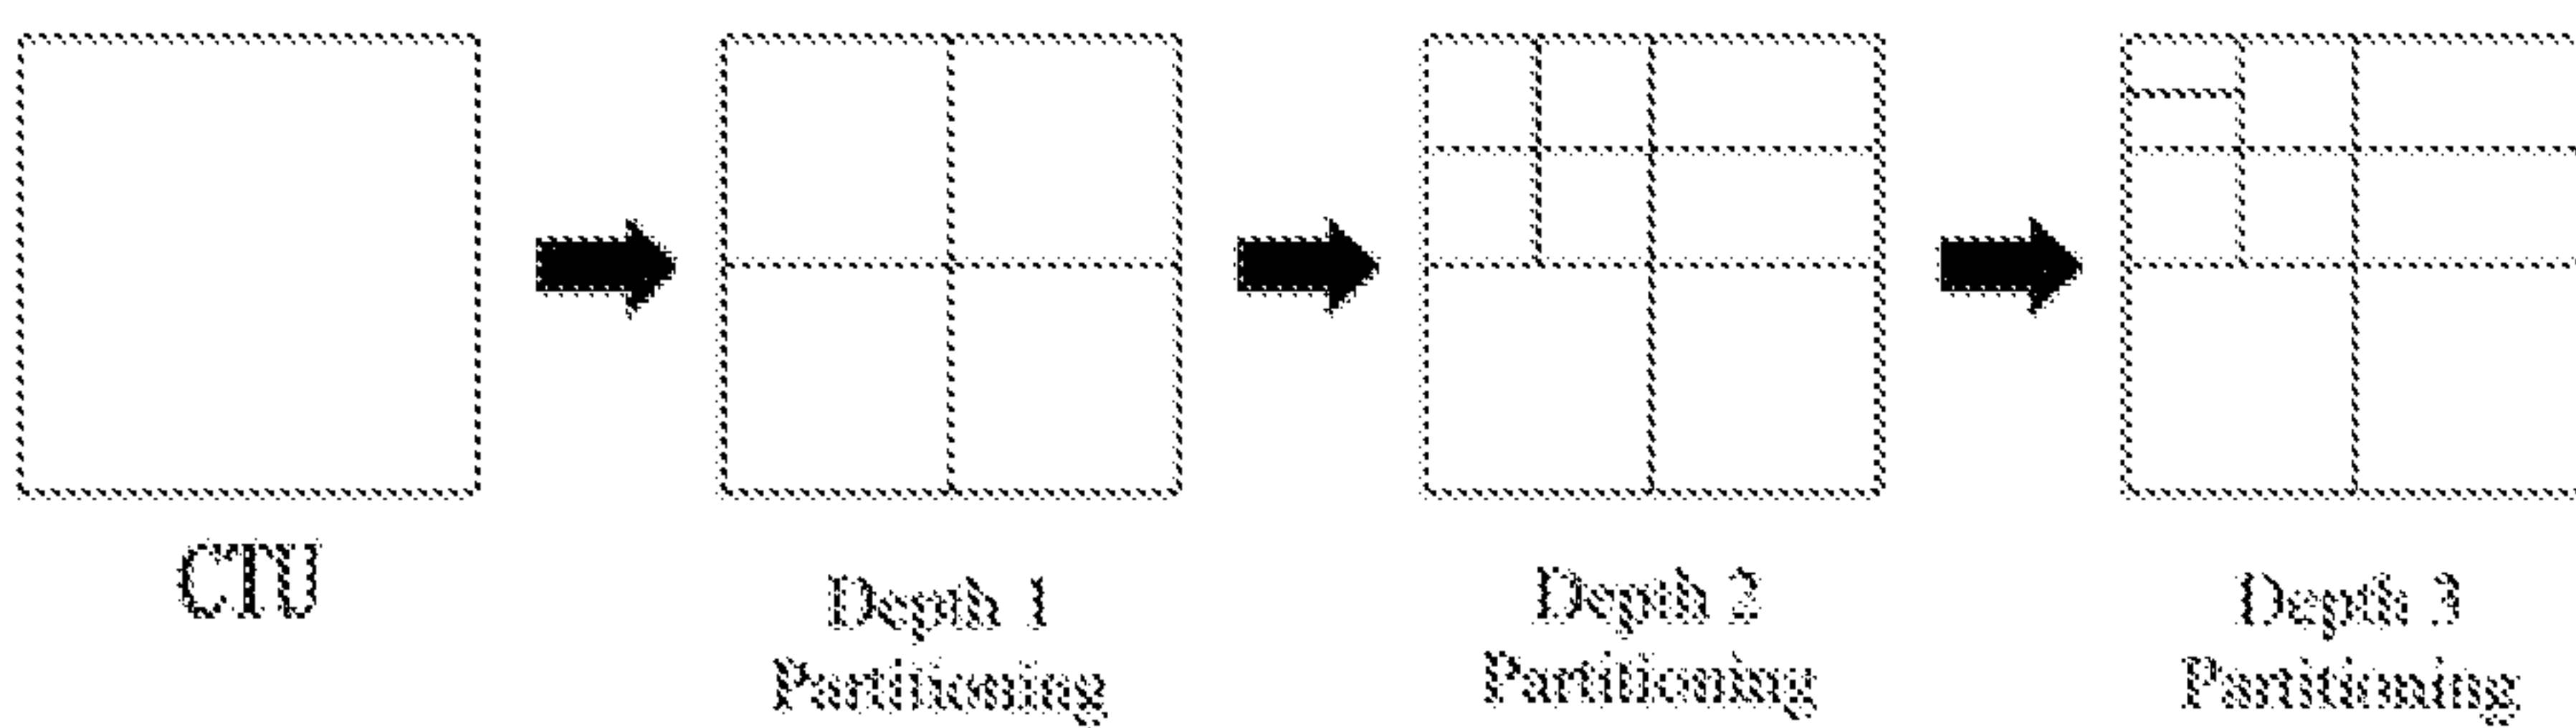 CTU
Depth 1
Partitioning
Depth 2
Partitioning
Depth 3
Partitioning